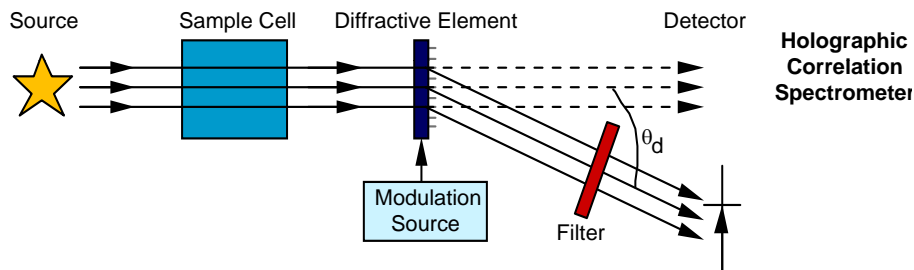 Source
Sample Cell
Diffractive Element
Detector
Holographic
Correlation
Spectrometer
θd
Modulation
Source
Filter